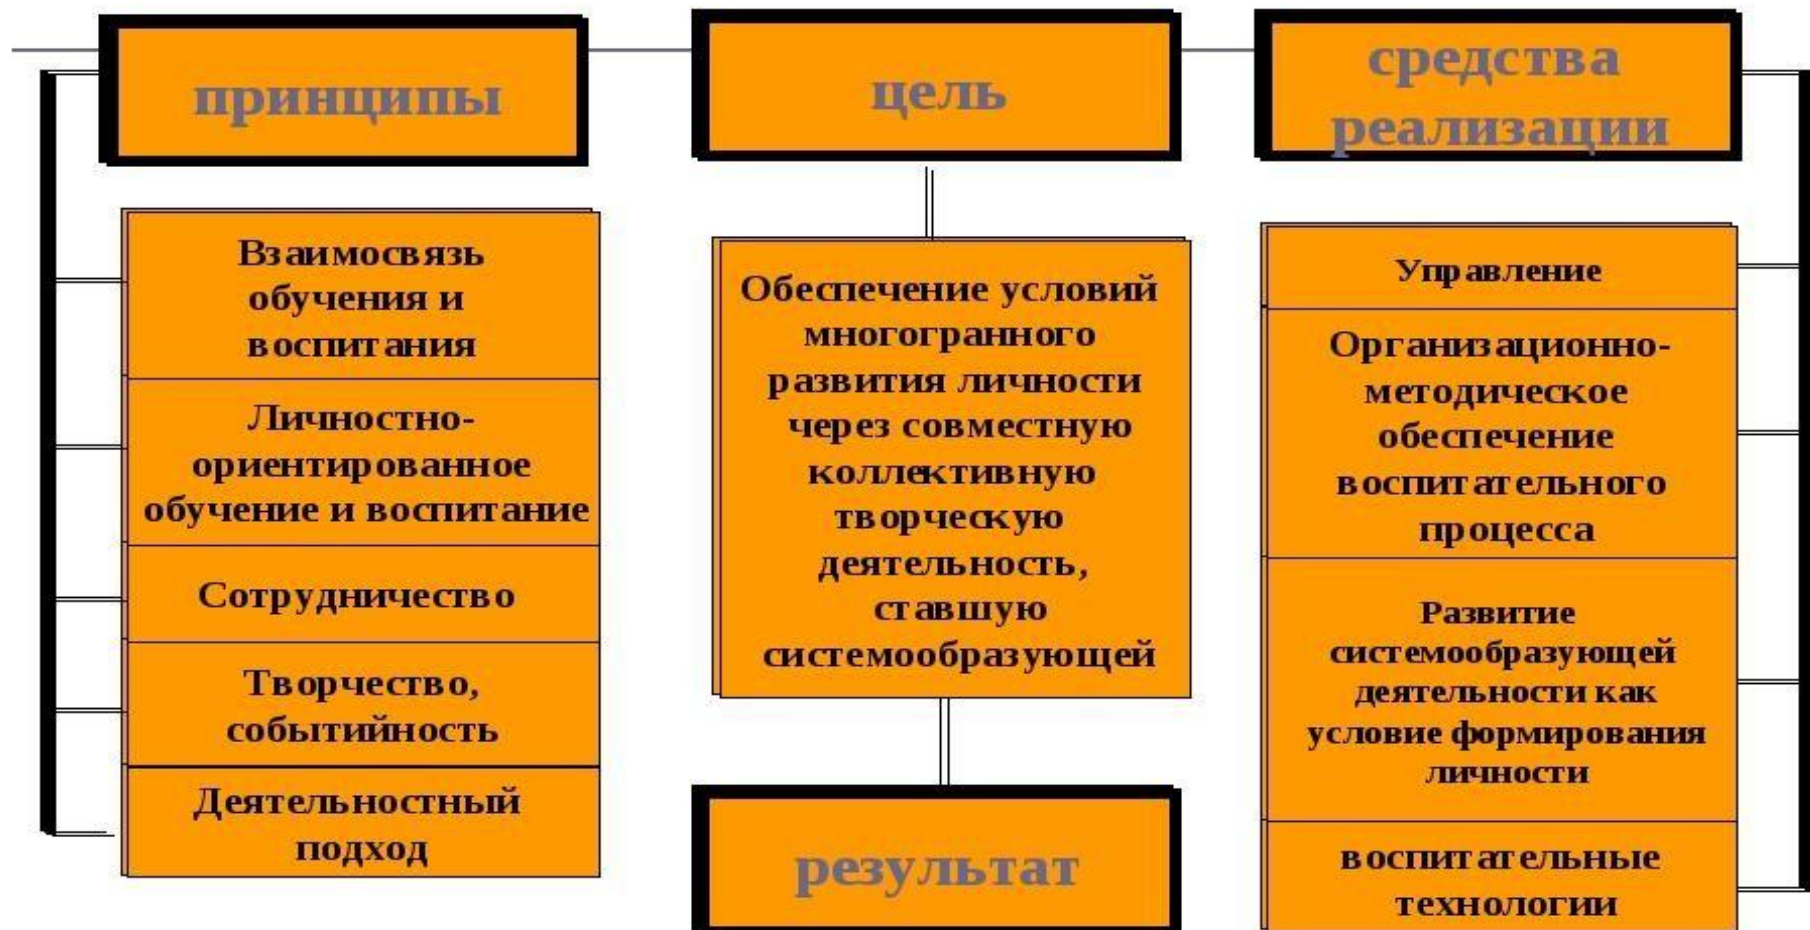 принципы
Взаимосвязь
обучения и
воспитания
Личностно-
ориентированное
обучение и воспитание
Сотрудничество
Творчество,
событийность
Деятельностный
подход
цель
Обеспечение условий
многогранного
развития личности
через совместную
коллективную
творческую
деятельность,
ставшую
системообразующей
результат
средства
реализации
Управление
Организационно-
методическое
обеспечение
воспитательного
процесса
Развитие
системообразующей
деятельности как
условие формирования
личности
воспитательные
технологии